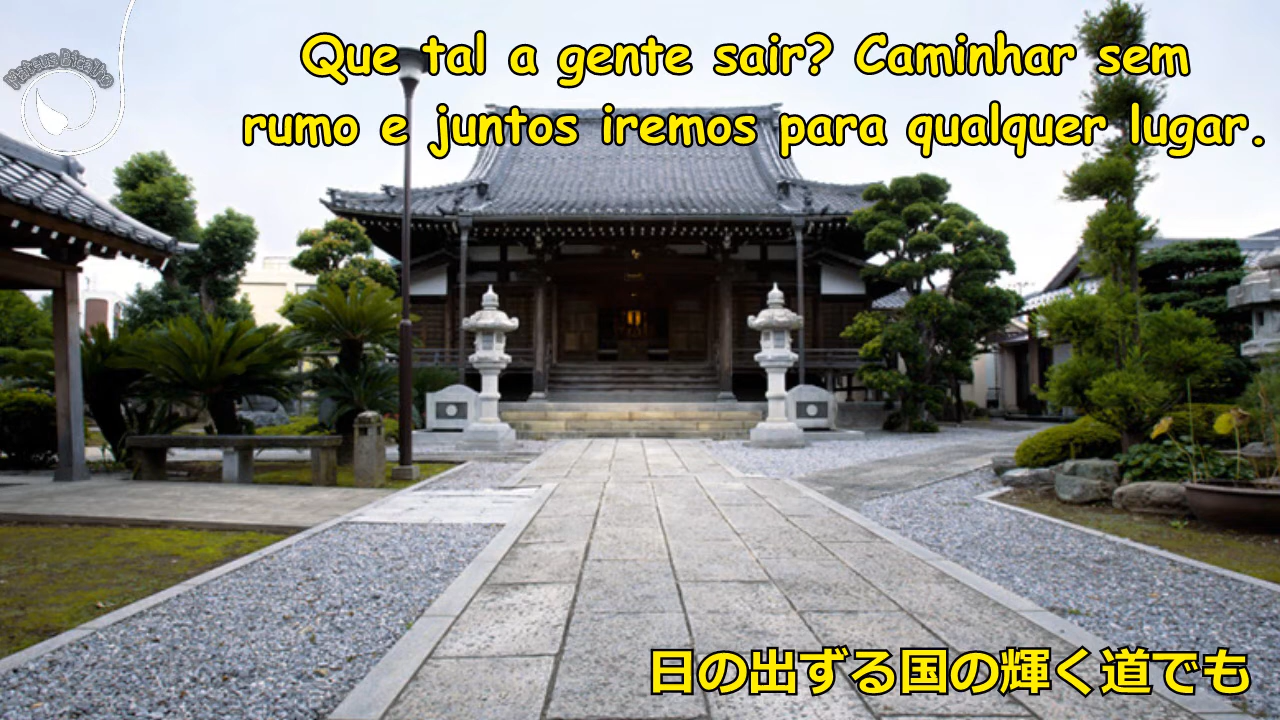 Que tal a gente sair? Caminhar sem
rumo e juntos iremos para qualquer lugar.
日の出ずる国の輝く道でも